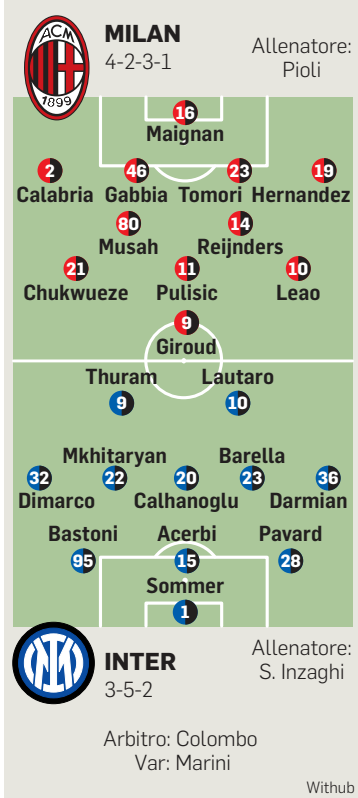 ACM
1899
MILAN
4-2-3-1
Allenatore:
Pioli
16
Maignan
2 46 23 19
Calabria Gabbia Tomori Hernandez
80 14
Musah Reijnders
21 11 10
Chukwueze Pulisic Leao
9
Giroud
Thuram Lautaro
9 10
Mkhitaryan Barella
32 22 20 23 36
Dimarco Calhanoglu Darmian
Bastoni Acerbi Pavard
95 15 28
Sommer
1
INTER
3-5-2
Allenatore:
S. Inzaghi
Arbitro: Colombo
Var: Marini
Withub